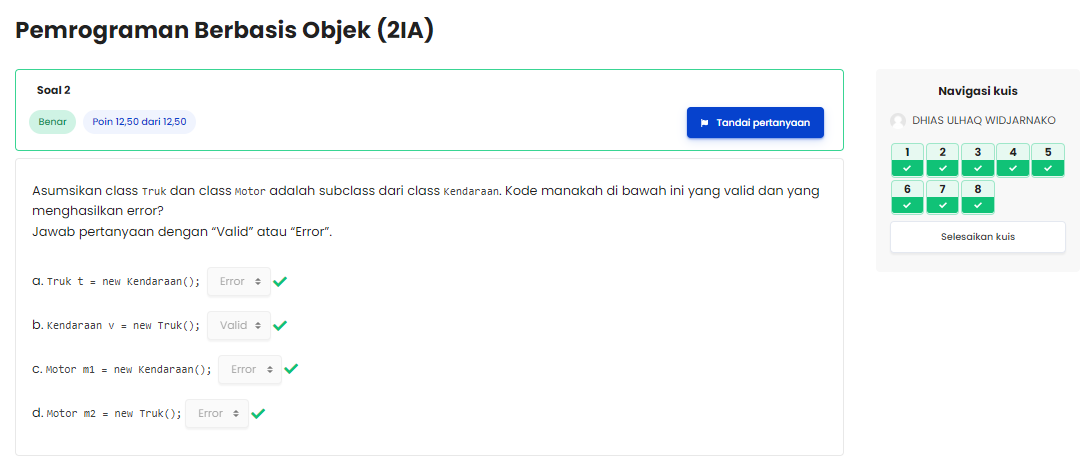 Pemrograman Berbasis Objek (2IA)
Soal 2
Benar
Poin 12,50 dari 12,50
Tandai pertanyaan
Asumsikan class Truk dan class Motor adalah subclass dari class Kendaraan. Kode manakah di bawah ini yang valid dan yang
menghasilkan error?
Jawab pertanyaan dengan “Valid” atau “Error”.
a. Truk t = new Kendaraan(); Error
b. Kendaraan v = new Truk(); Valid
c. Motor m1 = new Kendaraan(); Error
d. Motor m2 = new Truk(); Error
Navigasi kuis
DHIAS ULHAQ WIDJARNAKO
1 2 3 4 5
6 7 8
Selesaikan kuis